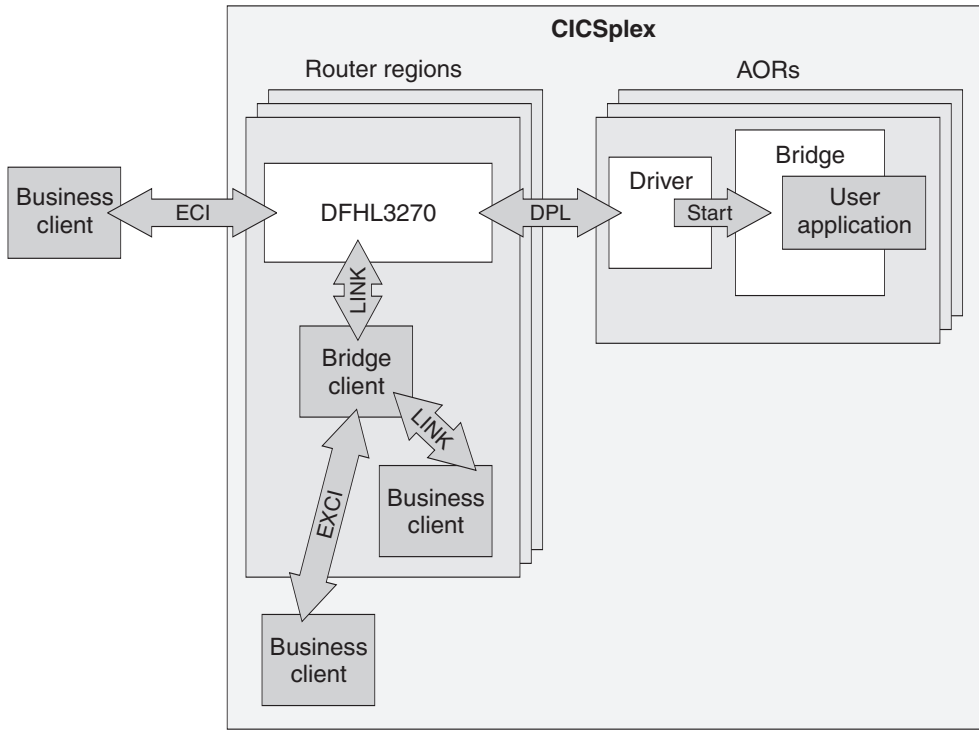 CICSplex
Router regions
AORs
Business
client
ECI
DFHL3270
DPL
Driver
Start
Bridge
User
application
LINK
Bridge
client
LINK
EXCI
Business
client
Business
client